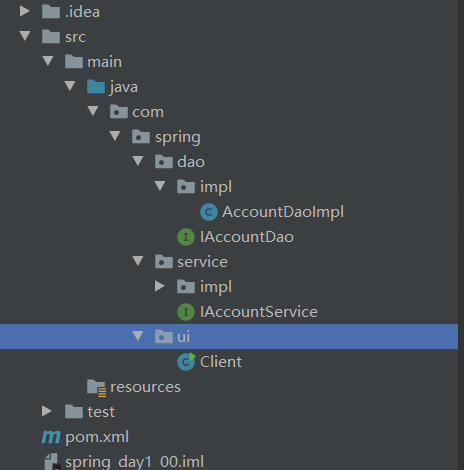 .idea
src
main
java
com
spring
dao
impl
AccountDaoImpl
IAccountDao
service
impl
IAccountService
ui
Client
resources
test
pom.xml
spring_day1_00.iml